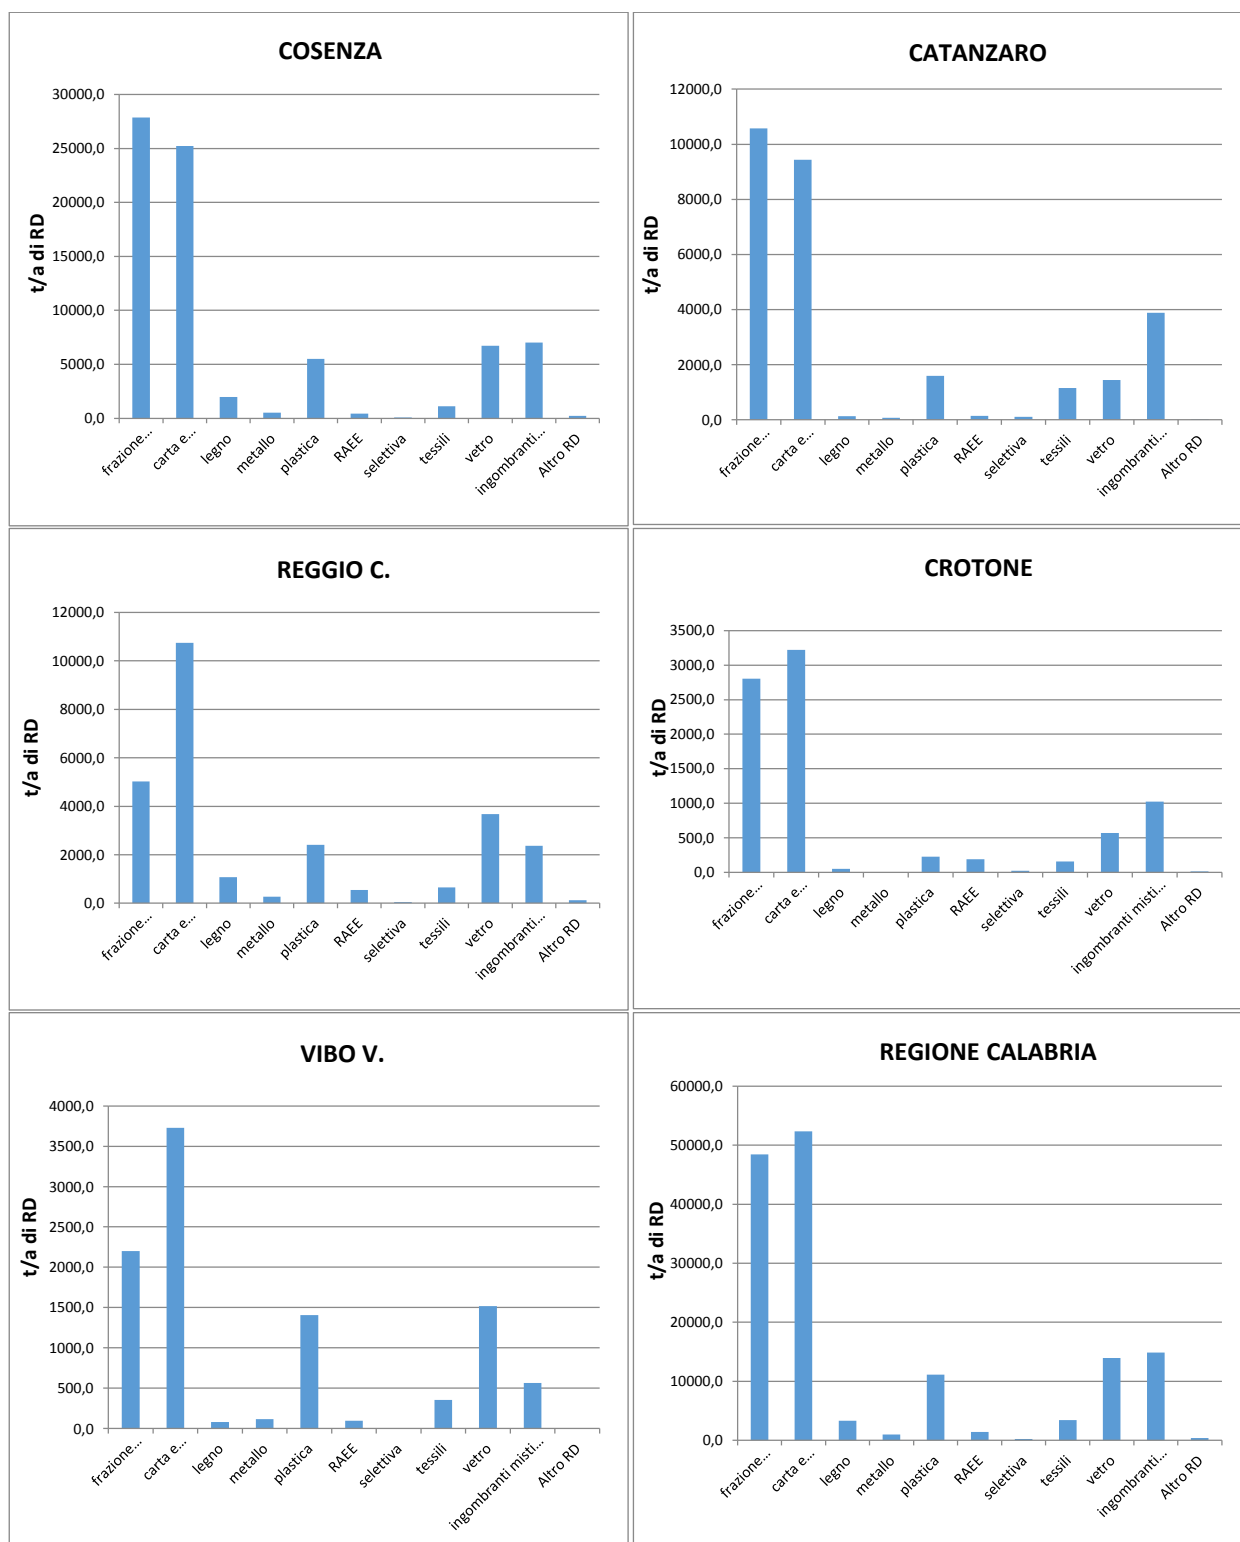 COSENZA
30000,0
25000,0
20000,0
15000,0
10000,0
5000,0
0,0
t/a di RD
frazione...
carta e...
legno
metallo
plastica
RAEE
selettiva
tessili
vetro
ingombranti...
Altro RD
CATANZARO
12000,0
10000,0
8000,0
6000,0
4000,0
2000,0
0,0
t/a di RD
frazione...
carta e...
legno
metallo
plastica
RAEE
selettiva
tessili
vetro
ingombranti...
Altro RD
REGGIO C.
12000,0
10000,0
8000,0
6000,0
4000,0
2000,0
0,0
t/a di RD
frazione...
carta e...
legno
metallo
plastica
RAEE
selettiva
tessili
vetro
ingombranti...
Altro RD
CROTONE
3500,0
3000,0
2500,0
2000,0
1500,0
1000,0
500,0
0,0
t/a di RD
frazione...
carta e...
legno
metallo
plastica
RAEE
selettiva
tessili
vetro
ingombranti misti...
Altro RD
VIBO V.
4000,0
3500,0
3000,0
2500,0
2000,0
1500,0
1000,0
500,0
0,0
t/a di RD
frazione...
carta e...
legno
metallo
plastica
RAEE
selettiva
tessili
vetro
ingombranti misti...
Altro RD
REGIONE CALABRIA
60000,0
50000,0
40000,0
30000,0
20000,0
10000,0
0,0
t/a di RD
frazione...
carta e...
legno
metallo
plastica
RAEE
selettiva
tessili
vetro
ingombranti...
Altro RD